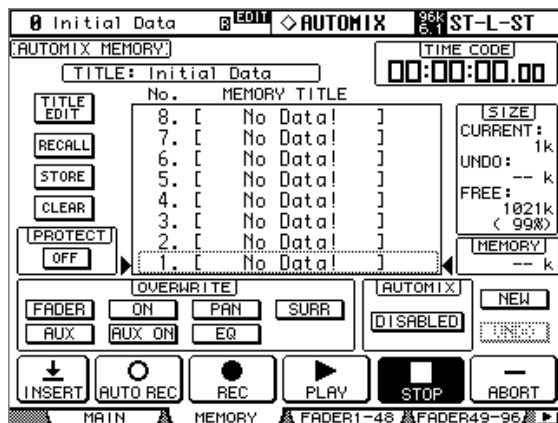 0 Initial Data R EDIT ◇AUTOMIX 96k 6.1 ST-L-ST
AUTOMIX MEMORY
TIME CODE
00:00:00.00
TITLE: Initial Data
No. MEMORY TITLE
8. [ No Data! ]
7. [ No Data! ]
6. [ No Data! ]
5. [ No Data! ]
4. [ No Data! ]
3. [ No Data! ]
2. [ No Data! ]
1. [ No Data! ]
TITLE EDIT
RECALL
STORE
CLEAR
PROTECT
OFF
SIZE
CURRENT:
1k
UNDO:
-- k
FREE:
1021k
( 99%)
MEMORY
-- k
OVERWRITE
FADER ON PAN SURR
AUX AUX ON EQ
AUTOMIX
DISABLED
NEW
UNDO
INSERT AUTO REC REC PLAY STOP ABORT
MAIN MEMORY FADER1-48 FADER49-96